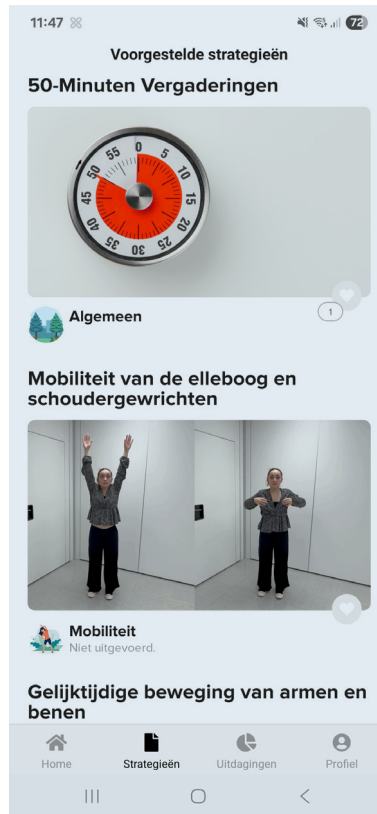 11:47
72
Voorgestelde strategieën
50-Minuten Vergaderingen
0
5
10
15
20
25
30
35
40
45
50
55
Algemeen
1
Mobiliteit van de elleboog en
schoudergewrichten
Mobiliteit
Niet uitgevoerd.
Gelijktijdige beweging van armen en
benen
Home
Strategieën
Uitdagingen
Profiel